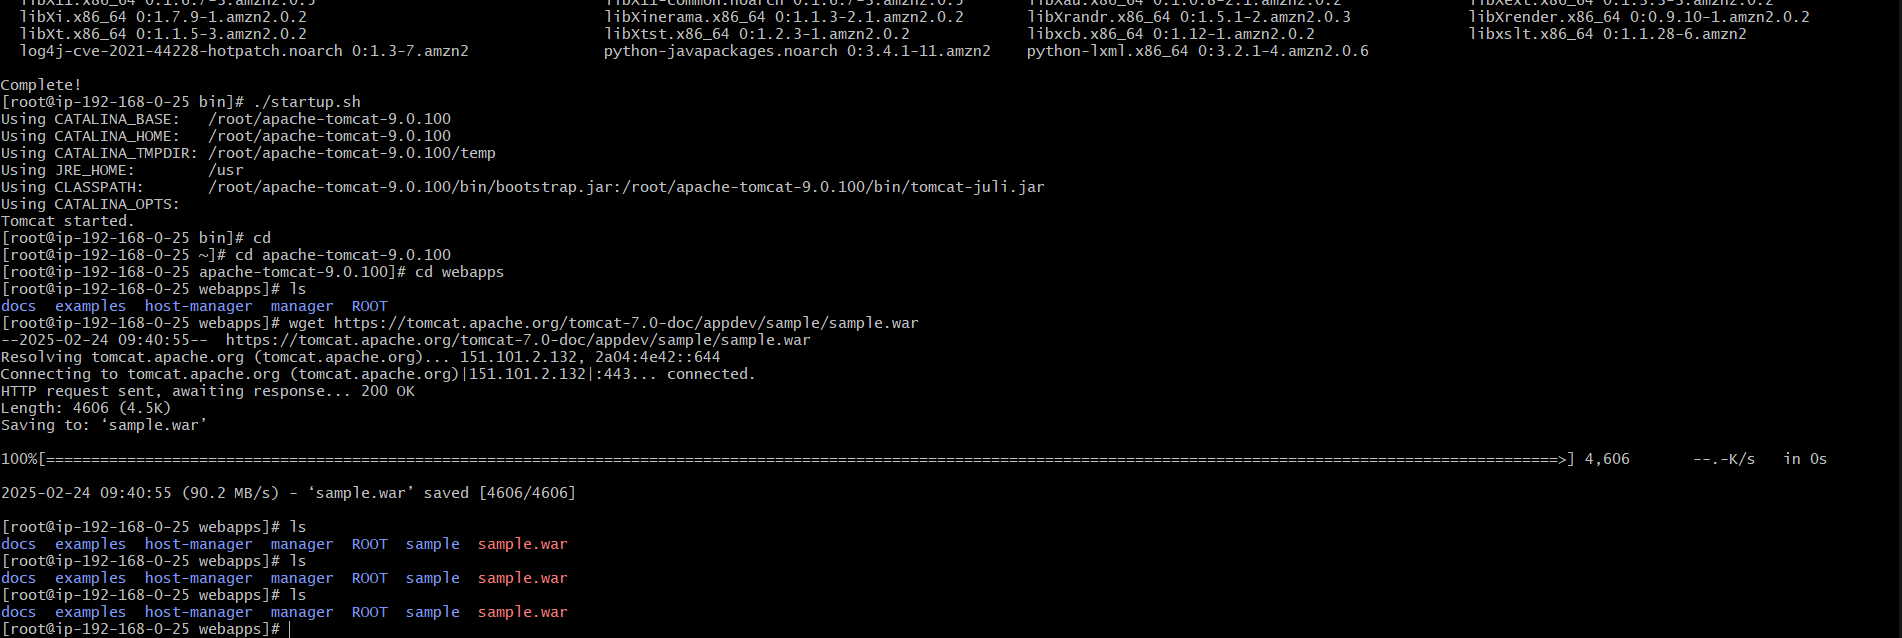 libXi.x86_64 0:1.7.9-1.amzn2.0.2 libXinerama.x86_64 0:1.1.3-2.1.amzn2.0.2 libXrandr.x86_64 0:1.5.1-2.amzn2.0.3 libXrender.x86_64 0:0.9.10-1.amzn2.0.2
libXt.x86_64 0:1.1.5-3.amzn2.0.2 libXtst.x86_64 0:1.2.3-1.amzn2.0.2 libxcb.x86_64 0:1.12-1.amzn2.0.2 libxslt.x86_64 0:1.1.28-6.amzn2
log4j-cve-2021-44228-hotpatch.noarch 0:1.3-7.amzn2 python-javapackages.noarch 0:3.4.1-11.amzn2 python-lxml.x86_64 0:3.2.1-4.amzn2.0.6
Complete!
[root@ip-192-168-0-25 bin]# ./startup.sh
Using CATALINA_BASE: /root/apache-tomcat-9.0.100
Using CATALINA_HOME: /root/apache-tomcat-9.0.100
Using CATALINA_TMPDIR: /root/apache-tomcat-9.0.100/temp
Using JRE_HOME: /usr
Using CLASSPATH: /root/apache-tomcat-9.0.100/bin/bootstrap.jar:/root/apache-tomcat-9.0.100/bin/tomcat-juli.jar
Using CATALINA_OPTS:
Tomcat started.
[root@ip-192-168-0-25 bin]# cd
[root@ip-192-168-0-25 ~]# cd apache-tomcat-9.0.100
[root@ip-192-168-0-25 apache-tomcat-9.0.100]# cd webapps
[root@ip-192-168-0-25 webapps]# ls
docs examples host-manager manager ROOT
[root@ip-192-168-0-25 webapps]# wget https://tomcat.apache.org/tomcat-7.0-doc/appdev/sample/sample.war
--2025-02-24 09:40:55-- https://tomcat.apache.org/tomcat-7.0-doc/appdev/sample/sample.war
Resolving tomcat.apache.org (tomcat.apache.org)... 151.101.2.132, 2a04:4e42::644
Connecting to tomcat.apache.org (tomcat.apache.org)|151.101.2.132|:443... connected.
HTTP request sent, awaiting response... 200 OK
Length: 4606 (4.5K)
Saving to: ‘sample.war’
100%[======================================================================================================================================================================>] 4,606 --.-K/s in 0s
2025-02-24 09:40:55 (90.2 MB/s) - ‘sample.war’ saved [4606/4606]
[root@ip-192-168-0-25 webapps]# ls
docs examples host-manager manager ROOT sample sample.war
[root@ip-192-168-0-25 webapps]# ls
docs examples host-manager manager ROOT sample sample.war
[root@ip-192-168-0-25 webapps]# ls
docs examples host-manager manager ROOT sample sample.war
[root@ip-192-168-0-25 webapps]#